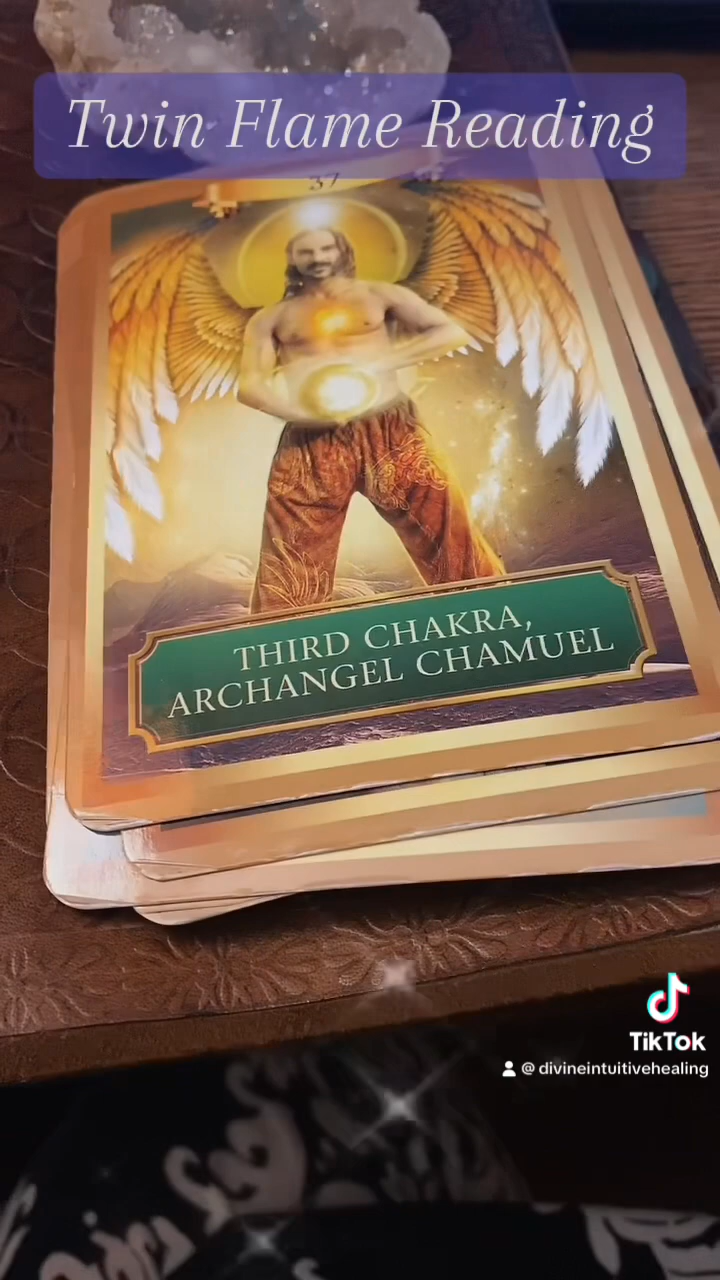 Twin Flame Reading
37
THIRD CHAKRA,
ARCHANGEL CHAMUEL
TikTok
@ divineintuitivehealing